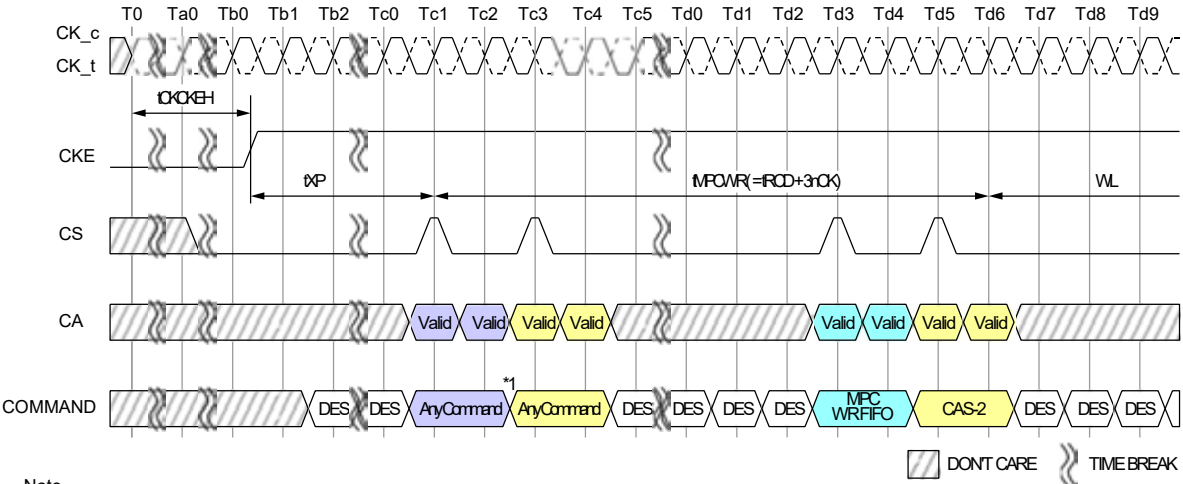 T0 Ta0 Tb0 Tb1 Tb2 Tc0 Tc1 Tc2 Tc3 Tc4 Tc5 Td0 Td1 Td2 Td3 Td4 Td5 Td6 Td7 Td8 Td9
CK_c
CK_t
tCKCKEH
CKE
tXP tMPCWR(=tRCD+3nCK) WL
CS
CA Valid Valid Valid Valid Valid Valid Valid Valid
*1
COMMAND DES DES AnyCommand AnyCommand DES DES DES DES MPC WRFIFO CAS-2 DES DES DES
DON'T CARE TIME BREAK